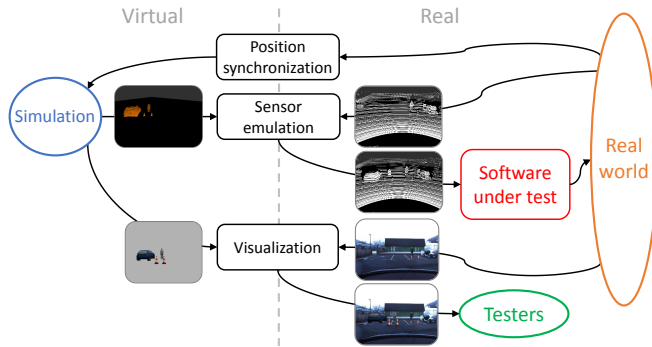 Virtual
Real
Position
synchronization
Simulation
Sensor
emulation
Real
world
Software
under test
Visualization
Testers